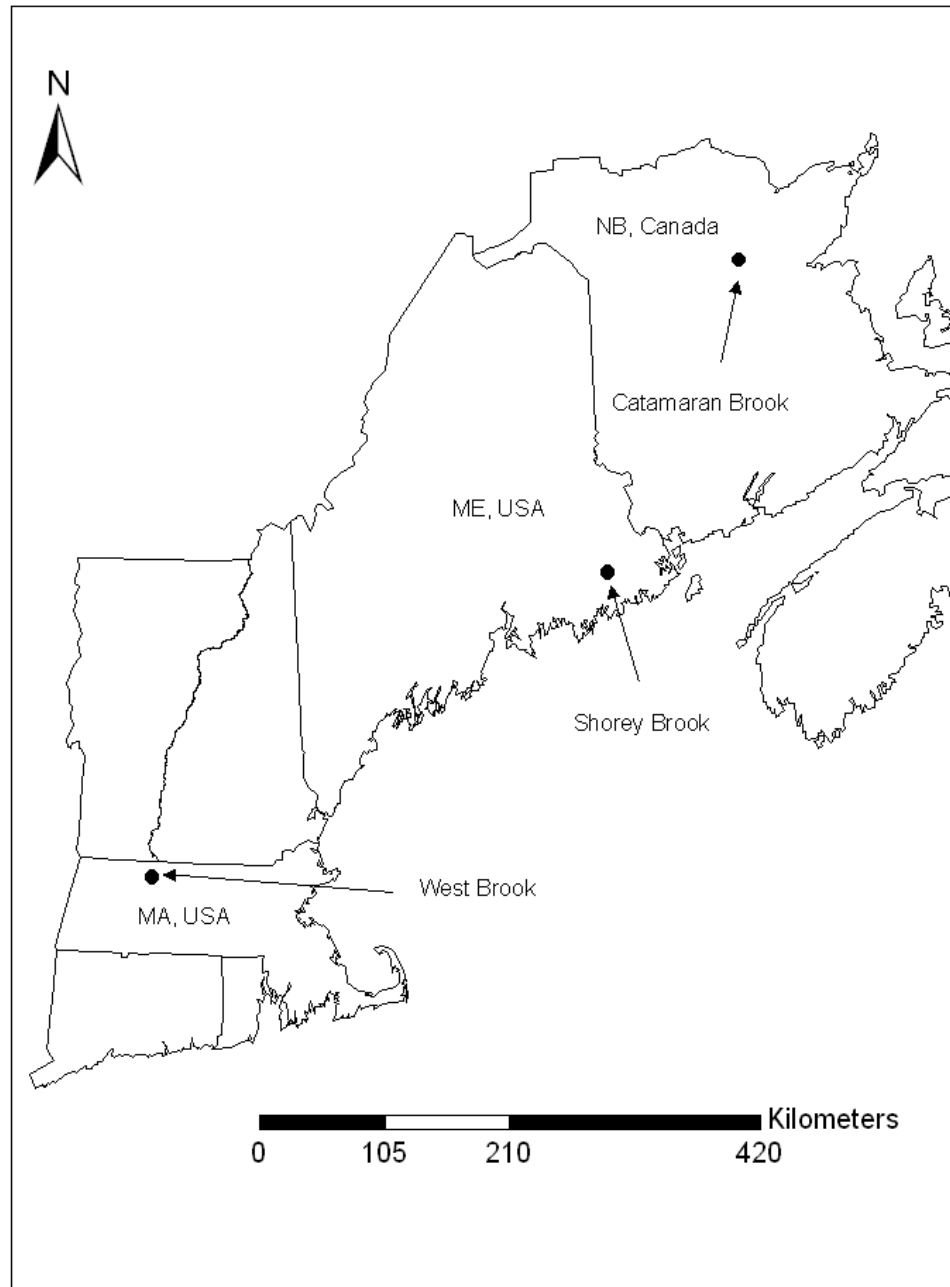 N
NB, Canada
Catamaran Brook
ME, USA
Shorey Brook
West Brook
MA, USA
Kilometers
0 105 210 420